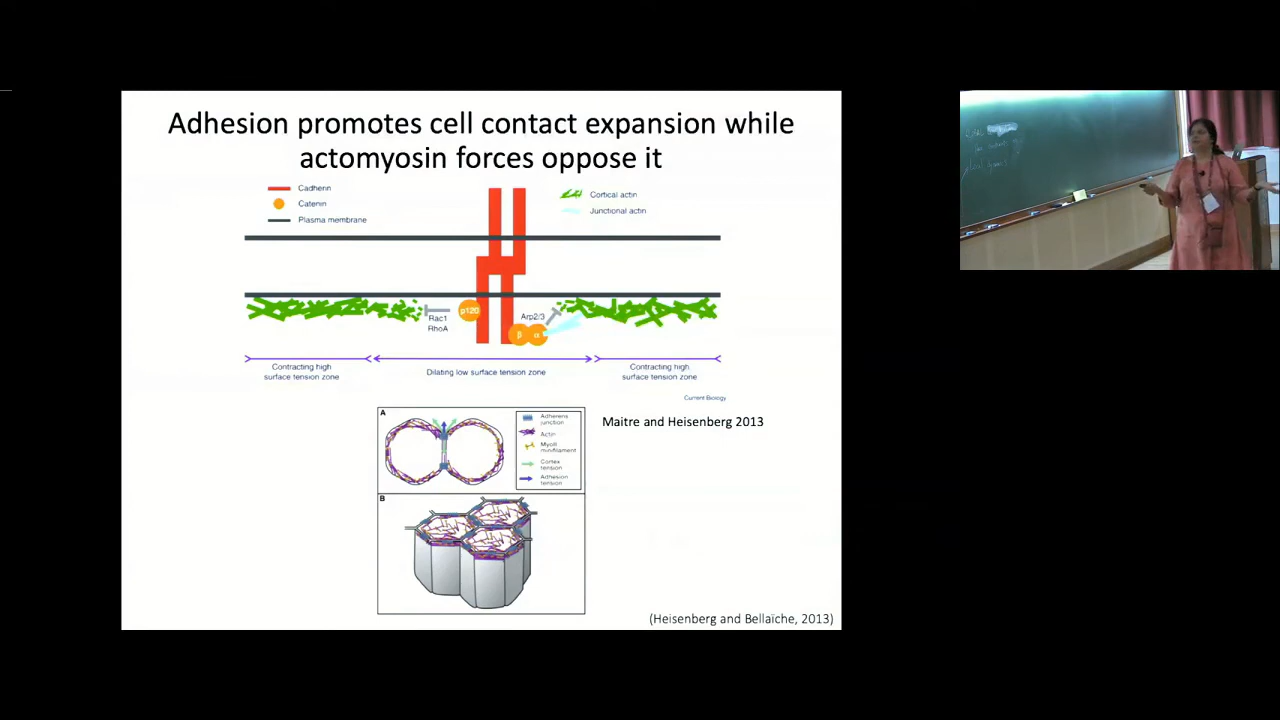 Adhesion promotes cell contact expansion while
actomyosin forces oppose it
Cadherin
Catenin
Plasma membrane
Cortical actin
Junctional actin
p120
Rac1
RhoA
Arp2/3
β
α
Contracting high
surface tension zone
Dilating low surface tension zone
Contracting high
surface tension zone
Current Biology
Maitre and Heisenberg 2013
A
Adherens
junction
Actin
MyoII
minifilament
Cortex
tension
Adhesion
tension
B
(Heisenberg and Bellaïche, 2013)